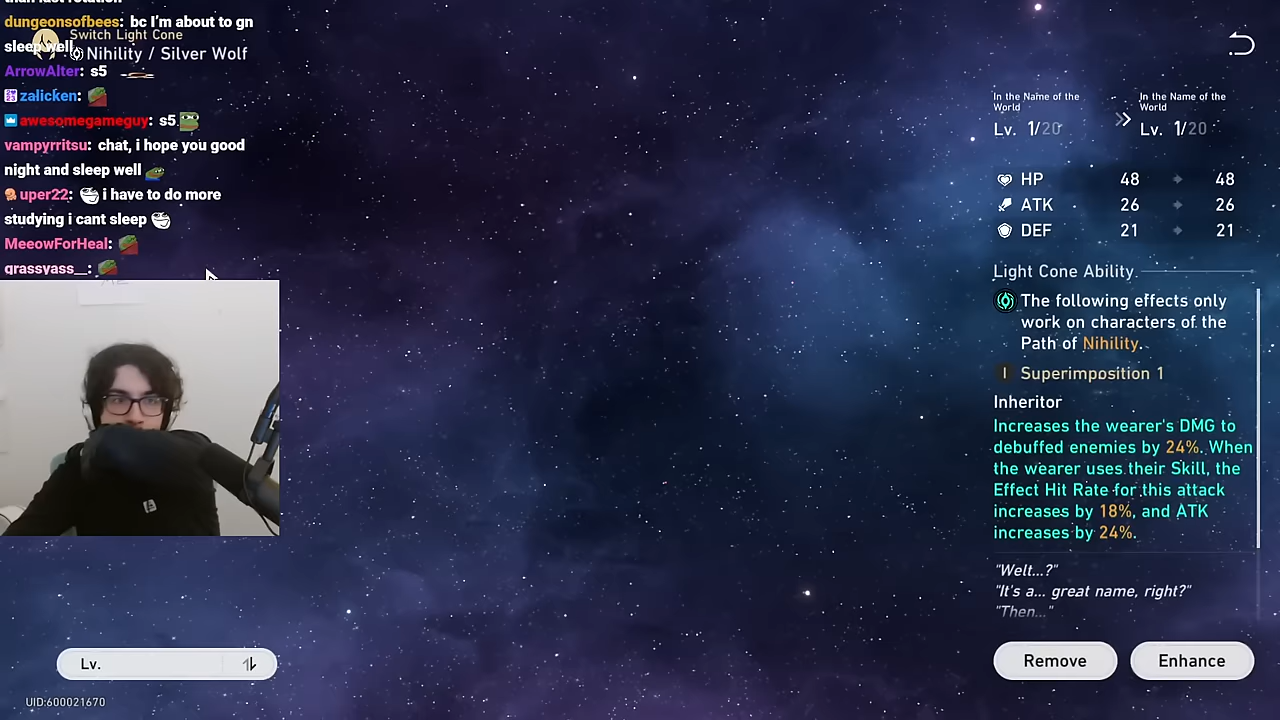 dungeonsofbees: bc I'm about to gn
sleep well
Switch Light Cone
Nihility / Silver Wolf
ArrowAlter: s5
zalicken:
awesomegameguy: s5
vampyrritsu: chat, i hope you good
night and sleep well
uper22: i have to do more
studying i cant sleep
MeeowForHeal:
grassyass__:
Lv.
UID:600021670
In the Name of the
World
Lv. 1/20
In the Name of the
World
Lv. 1/20
HP 48 48
ATK 26 26
DEF 21 21
Light Cone Ability
The following effects only
work on characters of the
Path of Nihility.
I Superimposition 1
Inheritor
Increases the wearer's DMG to
debuffed enemies by 24%. When
the wearer uses their Skill, the
Effect Hit Rate for this attack
increases by 18%, and ATK
increases by 24%.
"Welt...?"
"It's a... great name, right?"
"Then..."
Remove
Enhance